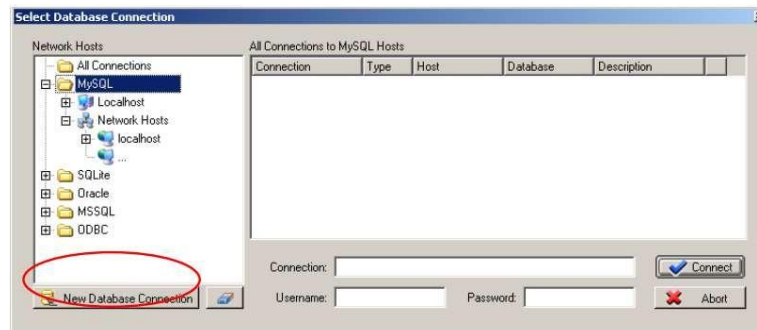 Select Database Connection
Network Hosts
All Connections
MySQL
Localhost
Network Hosts
localhost
...
SQLite
Oracle
MSSQL
ODBC
New Database Connection
All Connections to MySQL Hosts
Connection Type Host Database Description
Connection:
Connect
Username: Password: Abort